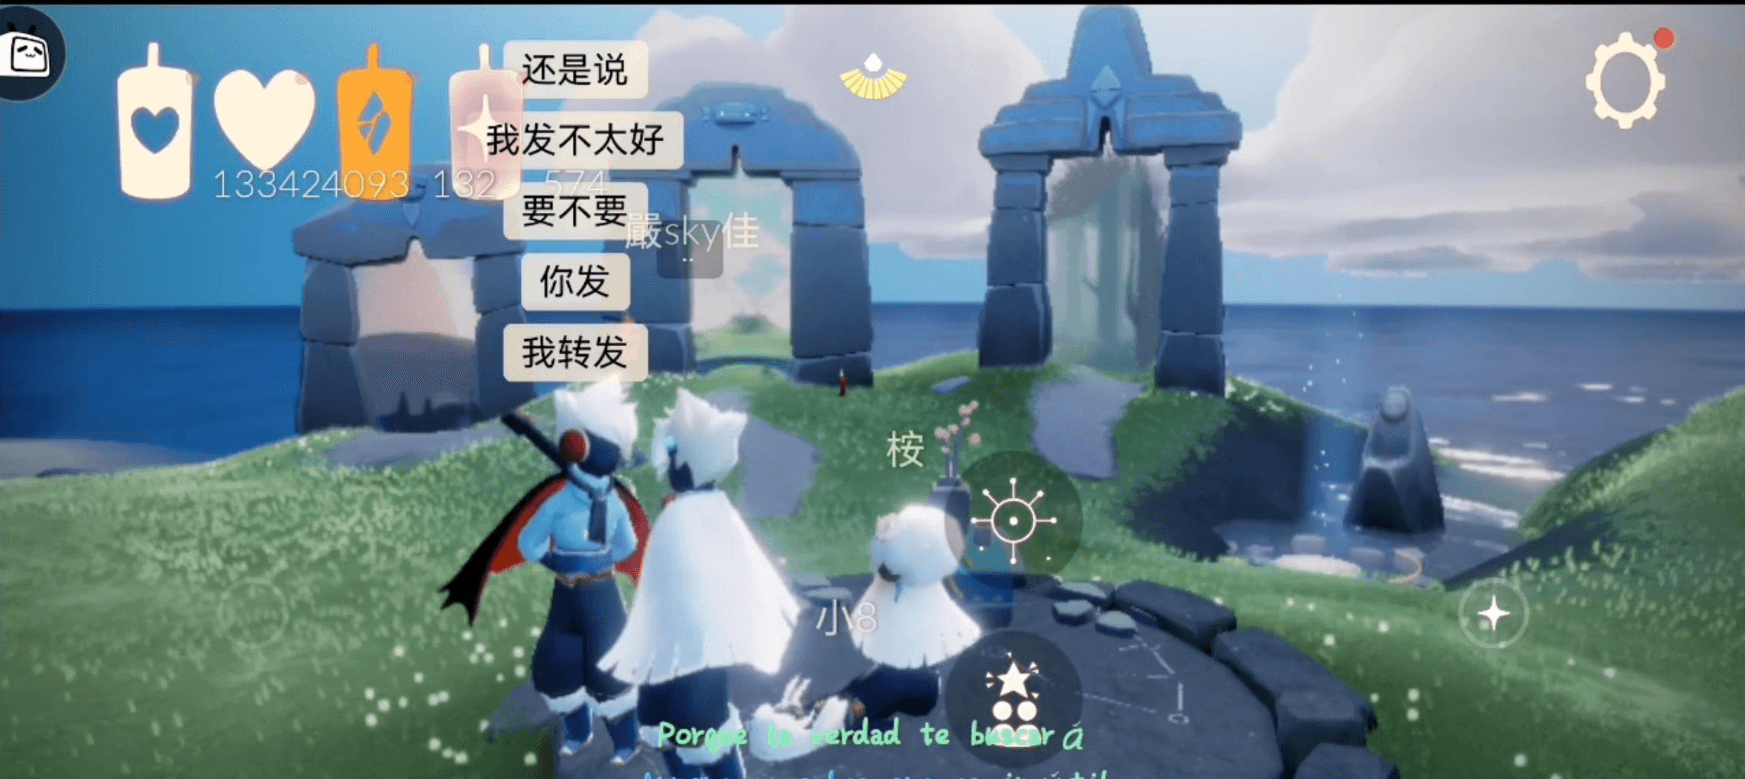 还是说
我发不太好
133424093 132 574
要不要
嚴sky佳
你发
我转发
桉
小8
Porque la verdad te buscará